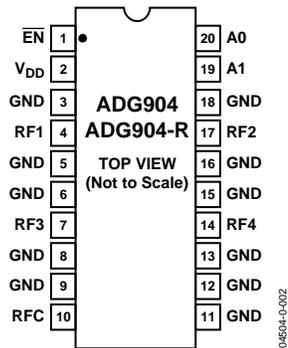 E̅N̅ 1 20 A0
VDD 2 19 A1
GND 3 18 GND
RF1 4 17 RF2
GND 5 16 GND
GND 6 15 GND
RF3 7 14 RF4
GND 8 13 GND
GND 9 12 GND
RFC 10 11 GND
ADG904
ADG904-R
TOP VIEW
(Not to Scale)
04504-0-002